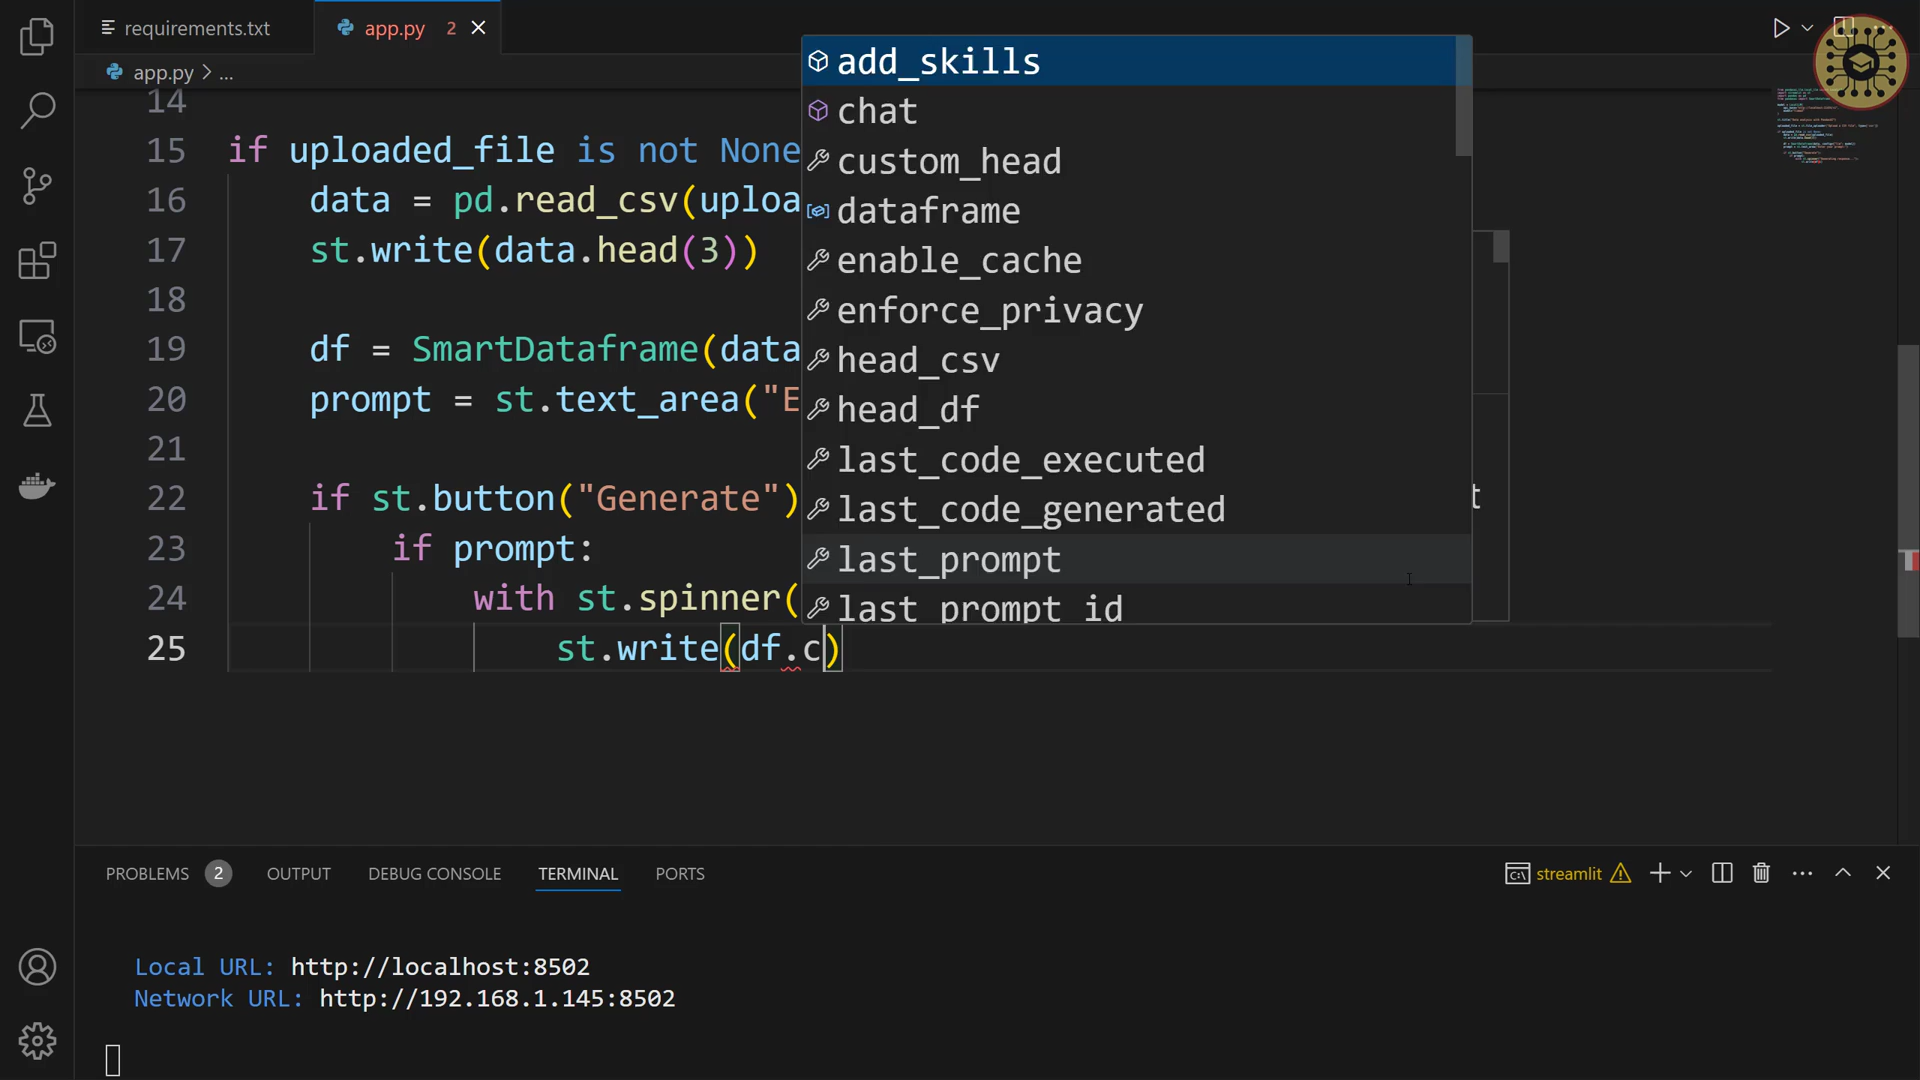 requirements.txt
app.py 2
app.py > ...
14
15 if uploaded_file is not None
16 data = pd.read_csv(uploa
17 st.write(data.head(3))
18
19 df = SmartDataframe(data
20 prompt = st.text_area("E
21
22 if st.button("Generate")
23 if prompt:
24 with st.spinner(
25 st.write(df.c)
add_skills
chat
custom_head
dataframe
enable_cache
enforce_privacy
head_csv
head_df
last_code_executed
last_code_generated
last_prompt
last_prompt_id
t
PROBLEMS 2 OUTPUT DEBUG CONSOLE TERMINAL PORTS
streamlit
Local URL: http://localhost:8502
Network URL: http://192.168.1.145:8502